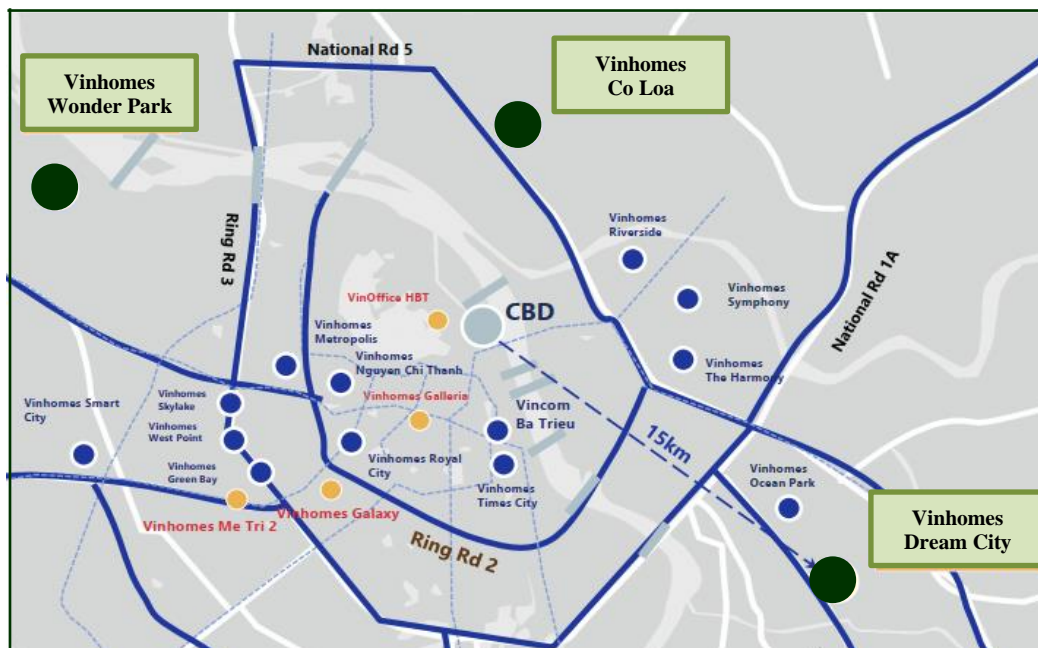 National Rd 5
Vinhomes
Wonder Park
Vinhomes
Co Loa
Ring Rd 3
Vinhomes
Riverside
National Rd 1A
Vinhomes
Symphony
VinOffice HBT
CBD
Vinhomes
Metropolis
Vinhomes
Nguyen Chi Thanh
Vinhomes
The Harmony
Vinhomes Smart
City
Vinhomes
Skylake
Vinhomes Galleria
Vincom
Ba Trieu
Vinhomes
West Point
15km
Vinhomes Royal
City
Vinhomes
Green Bay
Vinhomes
Times City
Vinhomes
Ocean Park
Vinhomes Me Tri 2
Vinhomes Galaxy
Ring Rd 2
Vinhomes
Dream City